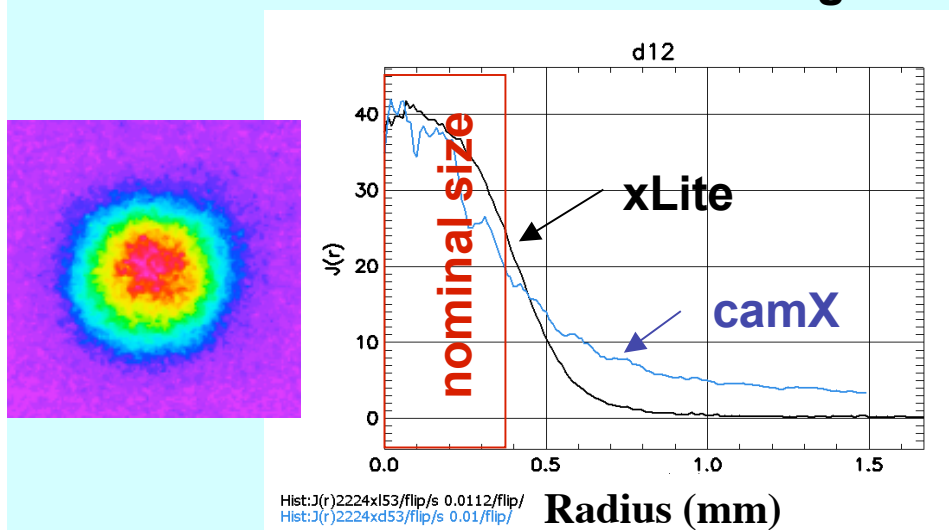 d12
40
30
20
10
0
J(r)
nominal size
xLite
camX
0.0 0.5 1.0 1.5
Radius (mm)
Hist:J(r)2224xl53/flip/s 0.0112/flip/
Hist:J(r)2224xd53/flip/s 0.01/flip/